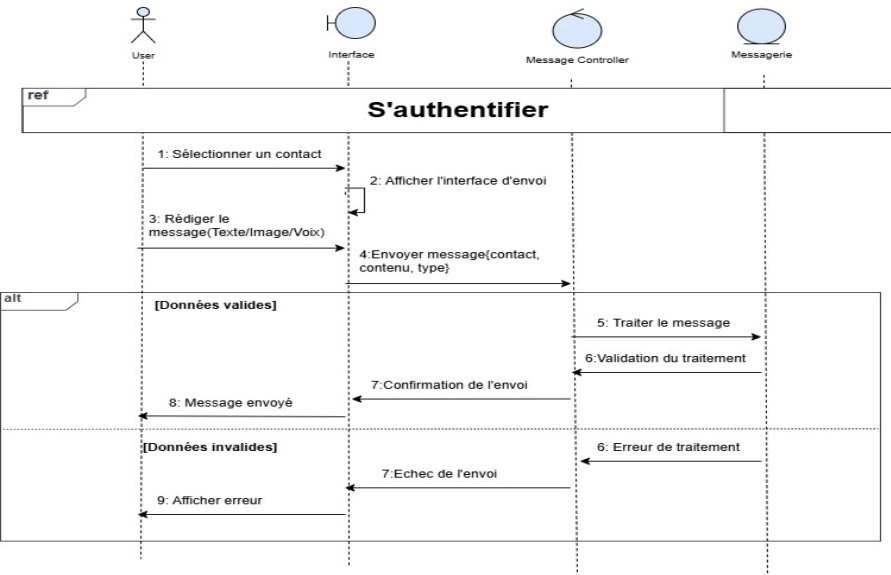 User
Interface
Message Controller
Messagerie
ref
S'authentifier
1: Sélectionner un contact
2: Afficher l'interface d'envoi
3: Rédiger le
message(Texte/Image/Voix)
4:Envoyer message{contact,
contenu, type}
alt
[Données valides]
5: Traiter le message
6:Validation du traitement
7:Confirmation de l'envoi
8: Message envoyé
[Données invalides]
6: Erreur de traitement
7:Echec de l'envoi
9: Afficher erreur